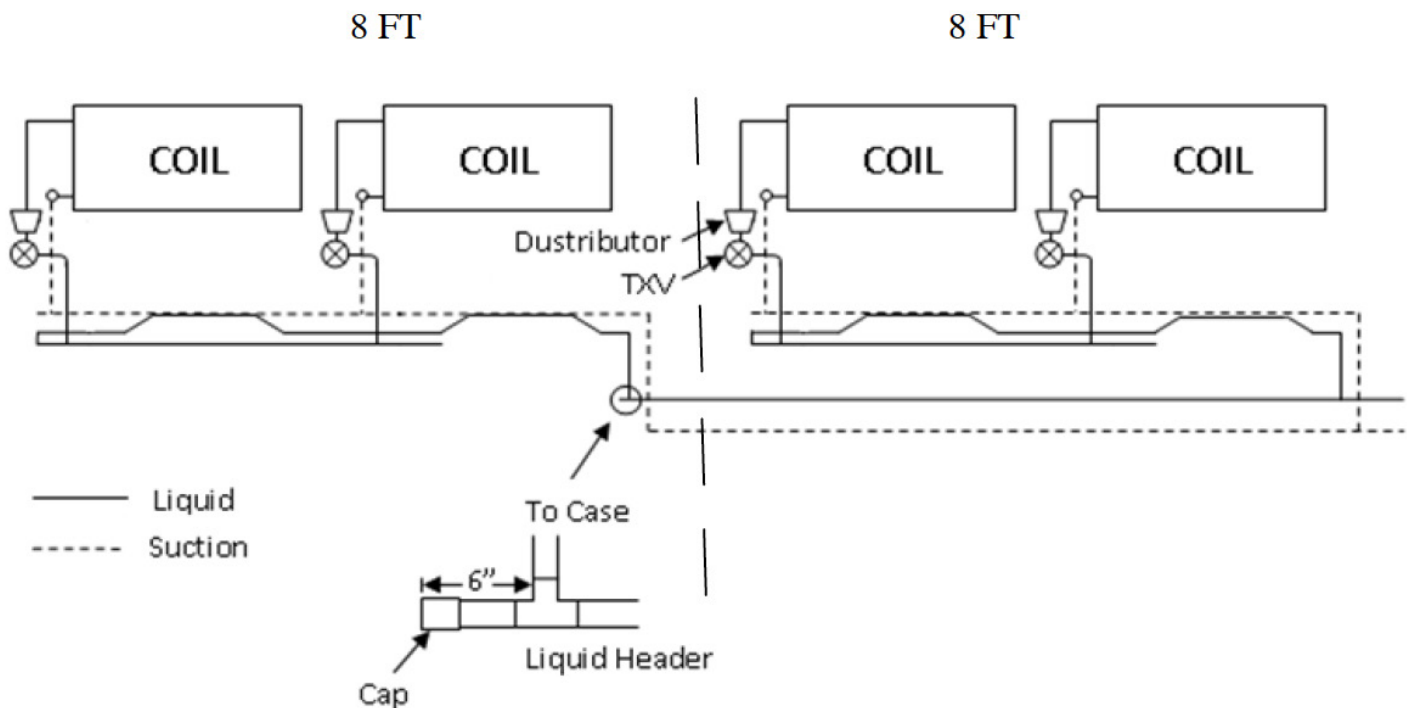 8 FT
8 FT
COIL
COIL
COIL
COIL
Dustributor
TXV
Liquid
Suction
To Case
6”
Liquid Header
Cap